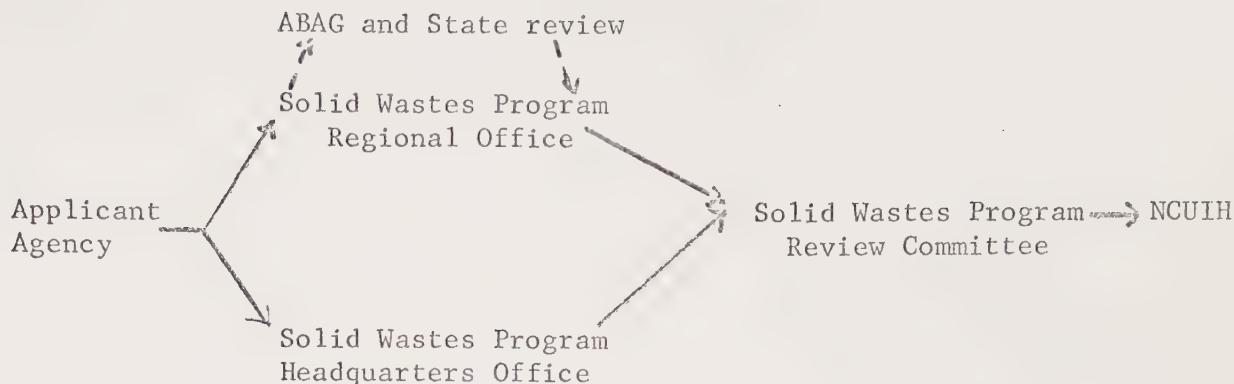 ABAG and State review
Solid Wastes Program
Regional Office
Applicant
Agency
Solid Wastes Program
Review Committee
NCUIH
Solid Wastes Program
Headquarters Office